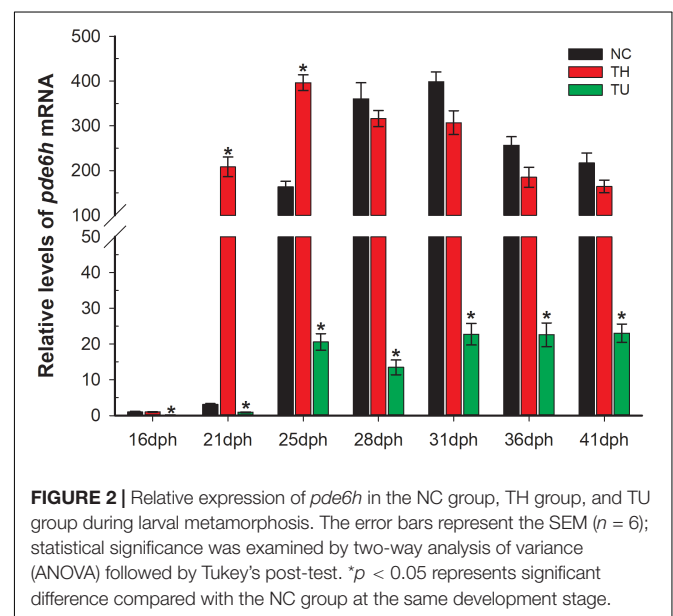 500
400
300
200
100
50
40
30
20
10
0
Relative levels of pde6h mRNA
NC
TH
TU
*
*
*
*
*
*
*
*
*
16dph 21dph 25dph 28dph 31dph 36dph 41dph
FIGURE 2 | Relative expression of pde6h in the NC group, TH group, and TU
group during larval metamorphosis. The error bars represent the SEM (n = 6);
statistical significance was examined by two-way analysis of variance
(ANOVA) followed by Tukey's post-test. *p < 0.05 represents significant
difference compared with the NC group at the same development stage.